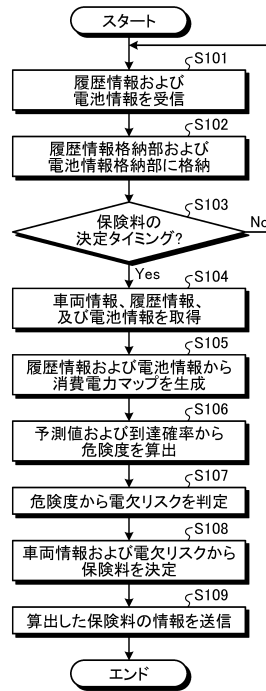 スタート
S101
履歴情報および
電池情報を受信
S102
履歴情報格納部および
電池情報格納部に格納
S103
保険料の
決定タイミング?
No
Yes
S104
車両情報、履歴情報、
及び電池情報を取得
S105
履歴情報および電池情報から
消費電力マップを生成
S106
予測値および到達確率から
危険度を算出
S107
危険度から電欠リスクを判定
S108
車両情報および電欠リスクから
保険料を決定
S109
算出した保険料の情報を送信
エンド